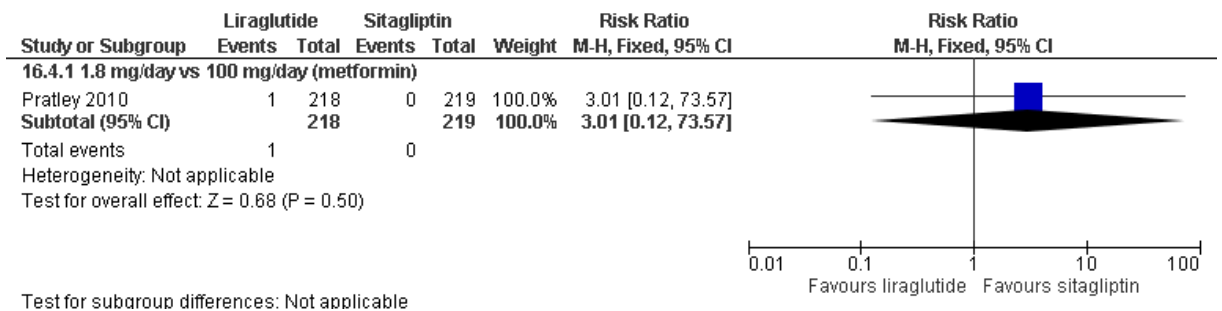 Liraglutide Sitagliptin Risk Ratio Risk Ratio
Study or Subgroup Events Total Events Total Weight M-H, Fixed, 95% CI M-H, Fixed, 95% CI
16.4.1 1.8 mg/day vs 100 mg/day (metformin)
Pratley 2010 1 218 0 219 100.0% 3.01 [0.12, 73.57]
Subtotal (95% CI) 218 219 100.0% 3.01 [0.12, 73.57]
Total events 1 0
Heterogeneity: Not applicable
Test for overall effect: Z = 0.68 (P = 0.50)
0.01 0.1 1 10 100
Favours liraglutide Favours sitagliptin
Test for subgroup differences: Not applicable